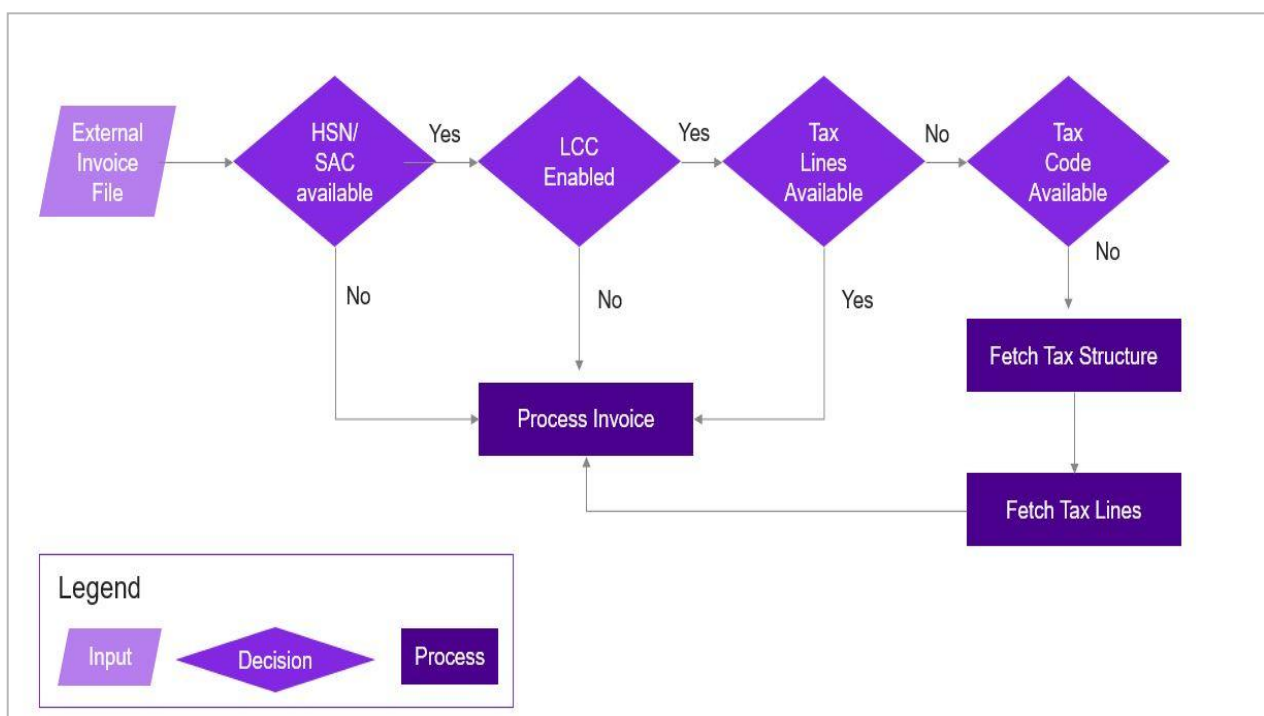 External
Invoice
File
HSN/
SAC
available
Yes
LCC
Enabled
Yes
Tax
Lines
Available
No
Tax
Code
Available
No
No
Yes
No
Fetch Tax Structure
Process Invoice
Fetch Tax Lines
Legend
Input
Decision
Process